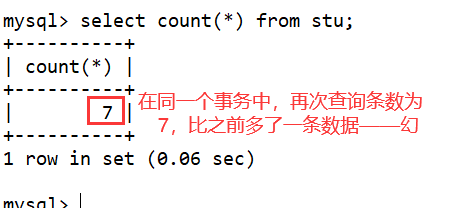 mysql> select count(*) from stu;
+----------+
| count(*) |
+----------+
| 7 |
在同一个事务中，再次查询条数为
7，比之前多了一条数据——幻
+----------+
1 row in set (0.06 sec)
mysql>